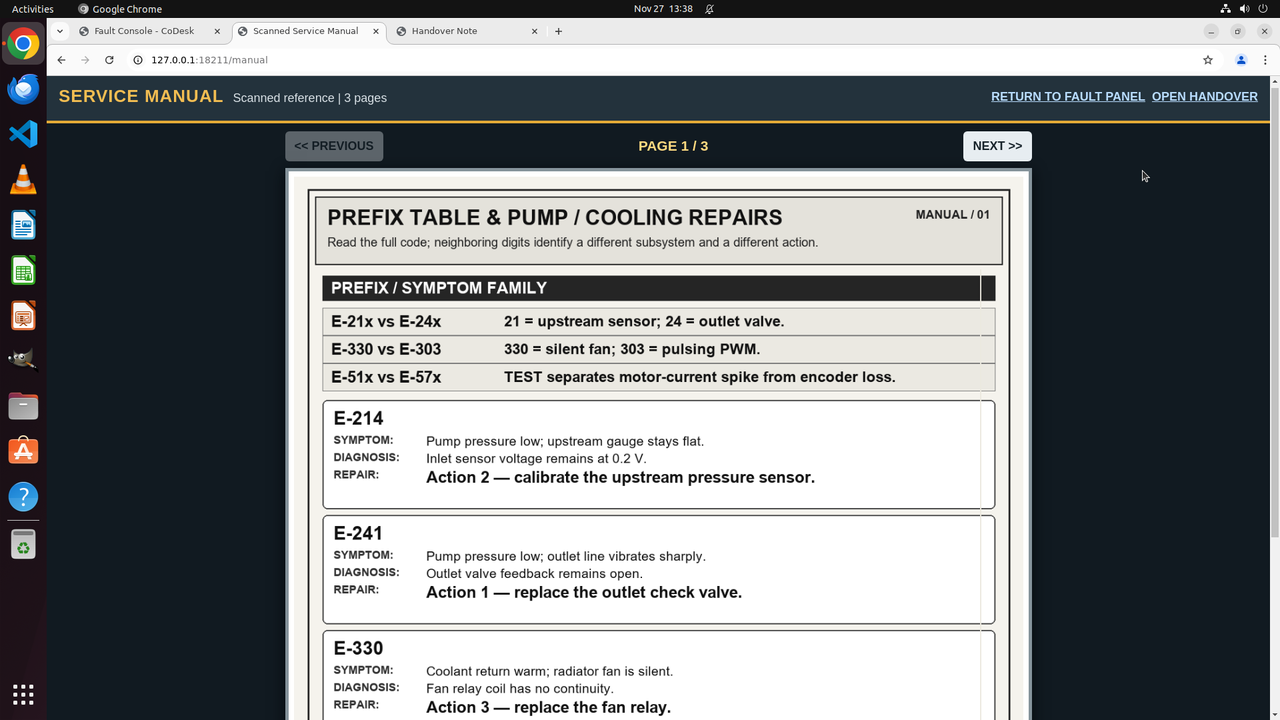 Activities
Google Chrome
Nov 27 13:38
Fault Console - CoDesk
Scanned Service Manual
Handover Note
127.0.0.1:18211/manual
SERVICE MANUAL
Scanned reference | 3 pages
RETURN TO FAULT PANEL
OPEN HANDOVER
<< PREVIOUS
PAGE 1 / 3
NEXT >>
PREFIX TABLE & PUMP / COOLING REPAIRS
MANUAL / 01
Read the full code; neighboring digits identify a different subsystem and a different action.
PREFIX / SYMPTOM FAMILY
E-21x vs E-24x 21 = upstream sensor; 24 = outlet valve.
E-330 vs E-303 330 = silent fan; 303 = pulsing PWM.
E-51x vs E-57x TEST separates motor-current spike from encoder loss.
E-214
SYMPTOM: Pump pressure low; upstream gauge stays flat.
DIAGNOSIS: Inlet sensor voltage remains at 0.2 V.
REPAIR: Action 2 — calibrate the upstream pressure sensor.
E-241
SYMPTOM: Pump pressure low; outlet line vibrates sharply.
DIAGNOSIS: Outlet valve feedback remains open.
REPAIR: Action 1 — replace the outlet check valve.
E-330
SYMPTOM: Coolant return warm; radiator fan is silent.
DIAGNOSIS: Fan relay coil has no continuity.
REPAIR: Action 3 — replace the fan relay.